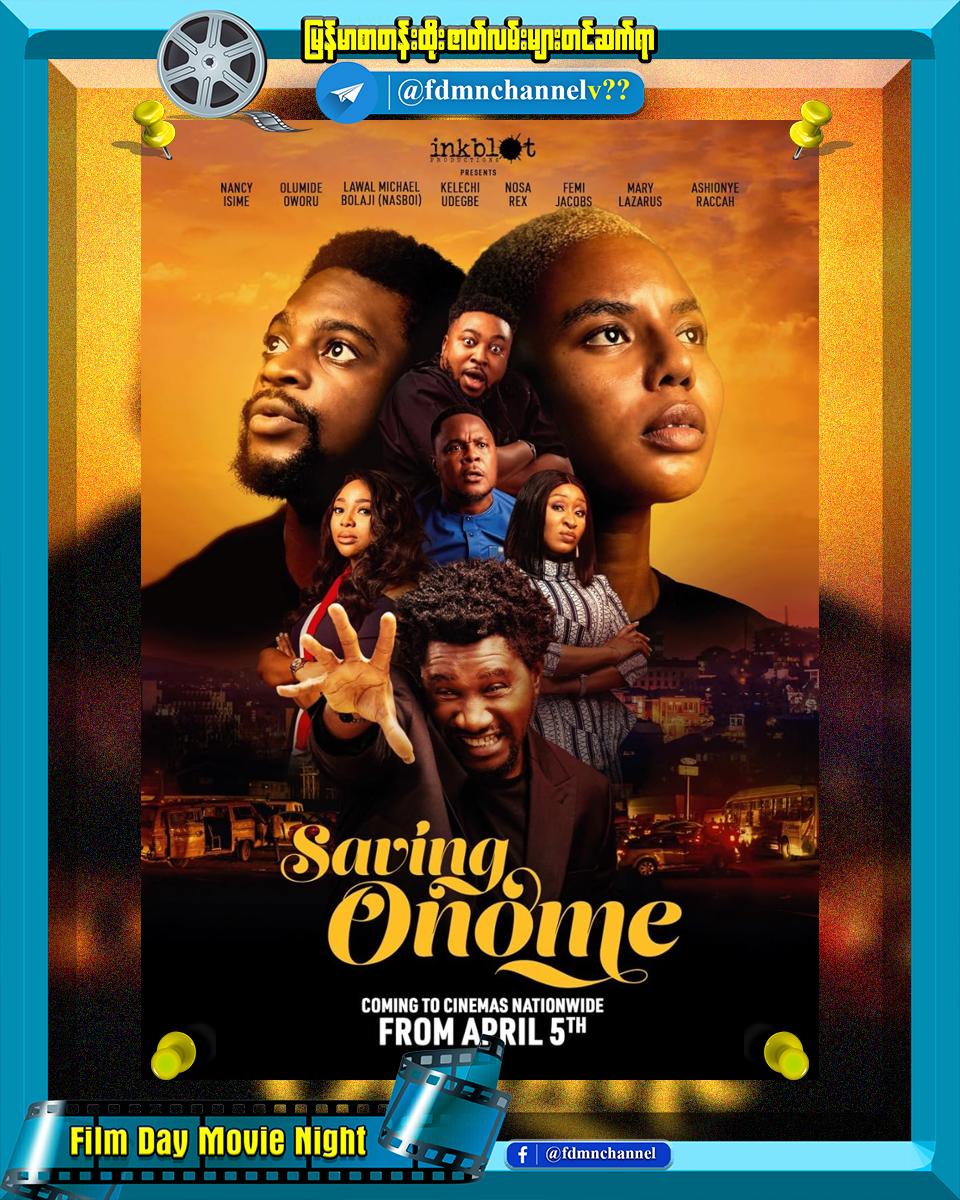 မြန်မာစာတန်းထိုးဇာတ်လမ်းများတင်ဆက်ရာ
@fdmnchannelv??
inkblot
PRODUCTIONS
PRESENTS
NANCY ISIME
OLUMIDE OWORU
LAWAL MICHAEL BOLAJI (NASBOI)
KELECHI UDEGBE
NOSA REX
FEMI JACOBS
MARY LAZARUS
ASHIONYE RACCAH
Saving
Onome
COMING TO CINEMAS NATIONWIDE
FROM APRIL 5TH
Film Day Movie Night
f @fdmnchannel